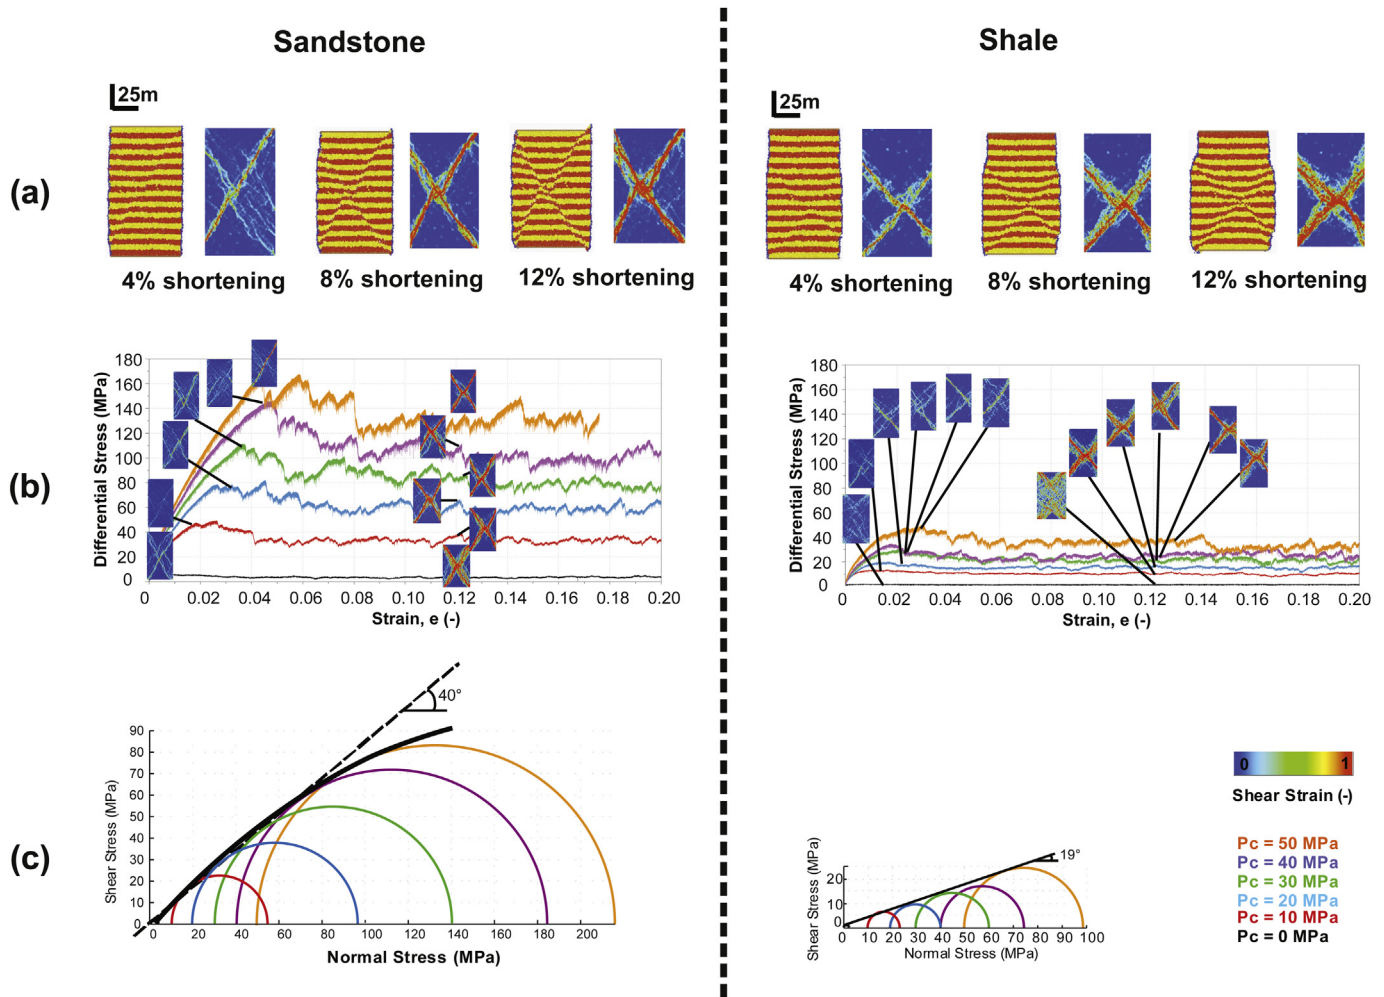 Sandstone
Shale
25m
25m
(a)
4% shortening
8% shortening
12% shortening
4% shortening
8% shortening
12% shortening
(b)
Differential Stress (MPa)
180
160
140
120
100
80
60
40
20
0
0 0.02 0.04 0.06 0.08 0.10 0.12 0.14 0.16 0.18 0.20
Strain, e (-)
Differential Stress (MPa)
180
160
140
120
100
80
60
40
20
0
0 0.02 0.04 0.06 0.08 0.10 0.12 0.14 0.16 0.18 0.20
Strain, e (-)
(c)
40°
Shear Stress (MPa)
90
80
70
60
50
40
30
20
10
0
0 20 40 60 80 100 120 140 160 180 200
Normal Stress (MPa)
19°
Shear Stress (MPa)
20
10
0
0 10 20 30 40 50 60 70 80 90 100
Normal Stress (MPa)
0 1
Shear Strain (-)
Pc = 50 MPa
Pc = 40 MPa
Pc = 30 MPa
Pc = 20 MPa
Pc = 10 MPa
Pc = 0 MPa